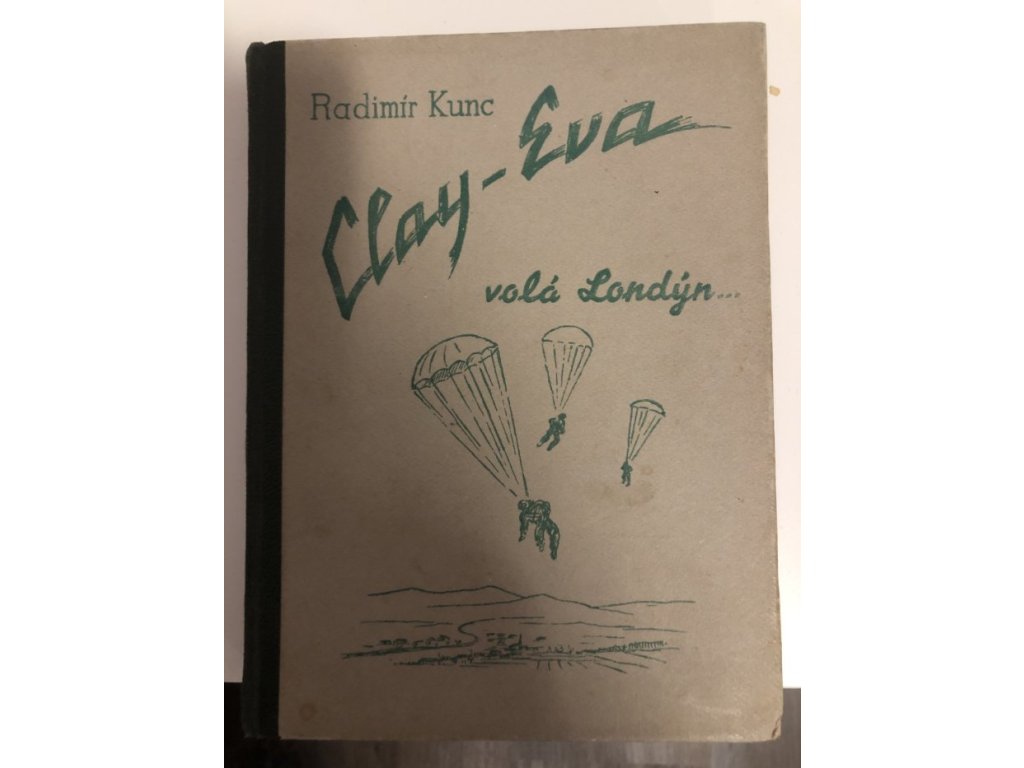 Radimír Kunc
Clay-Eva
volá Londýn...